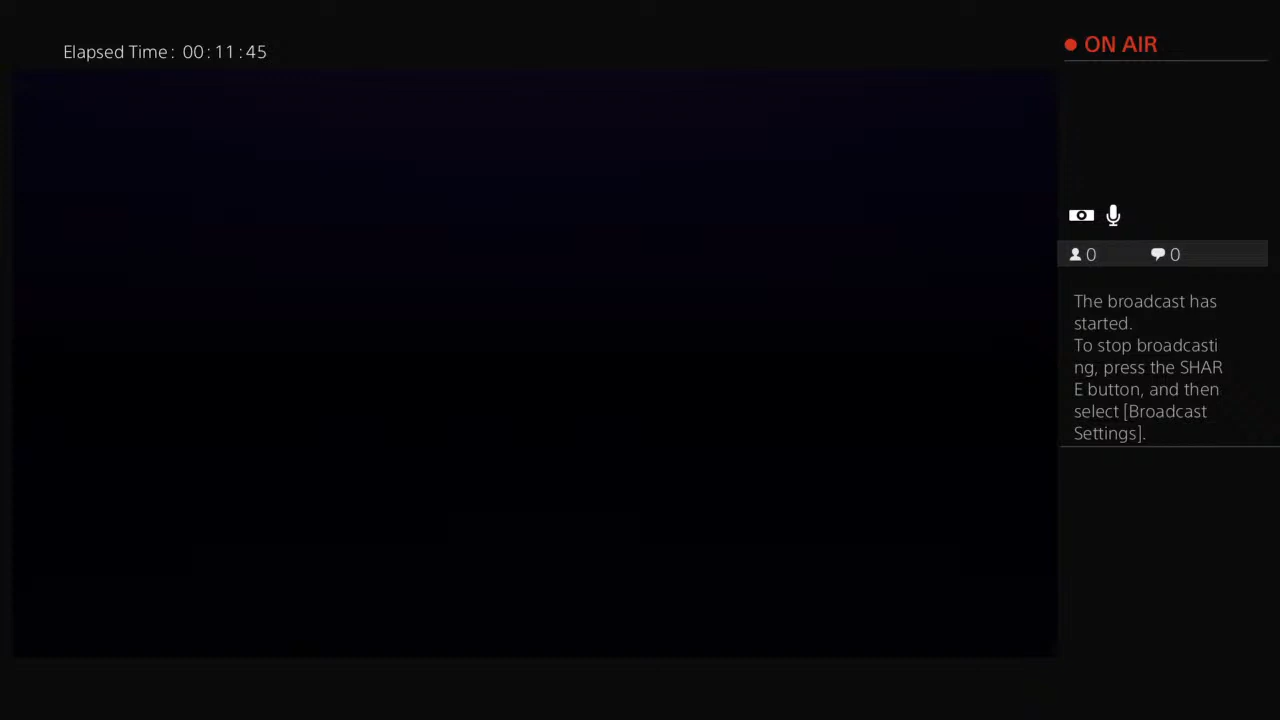 Elapsed Time: 00:11:45
ON AIR
0 0
The broadcast has
started.
To stop broadcasti
ng, press the SHAR
E button, and then
select [Broadcast
Settings].